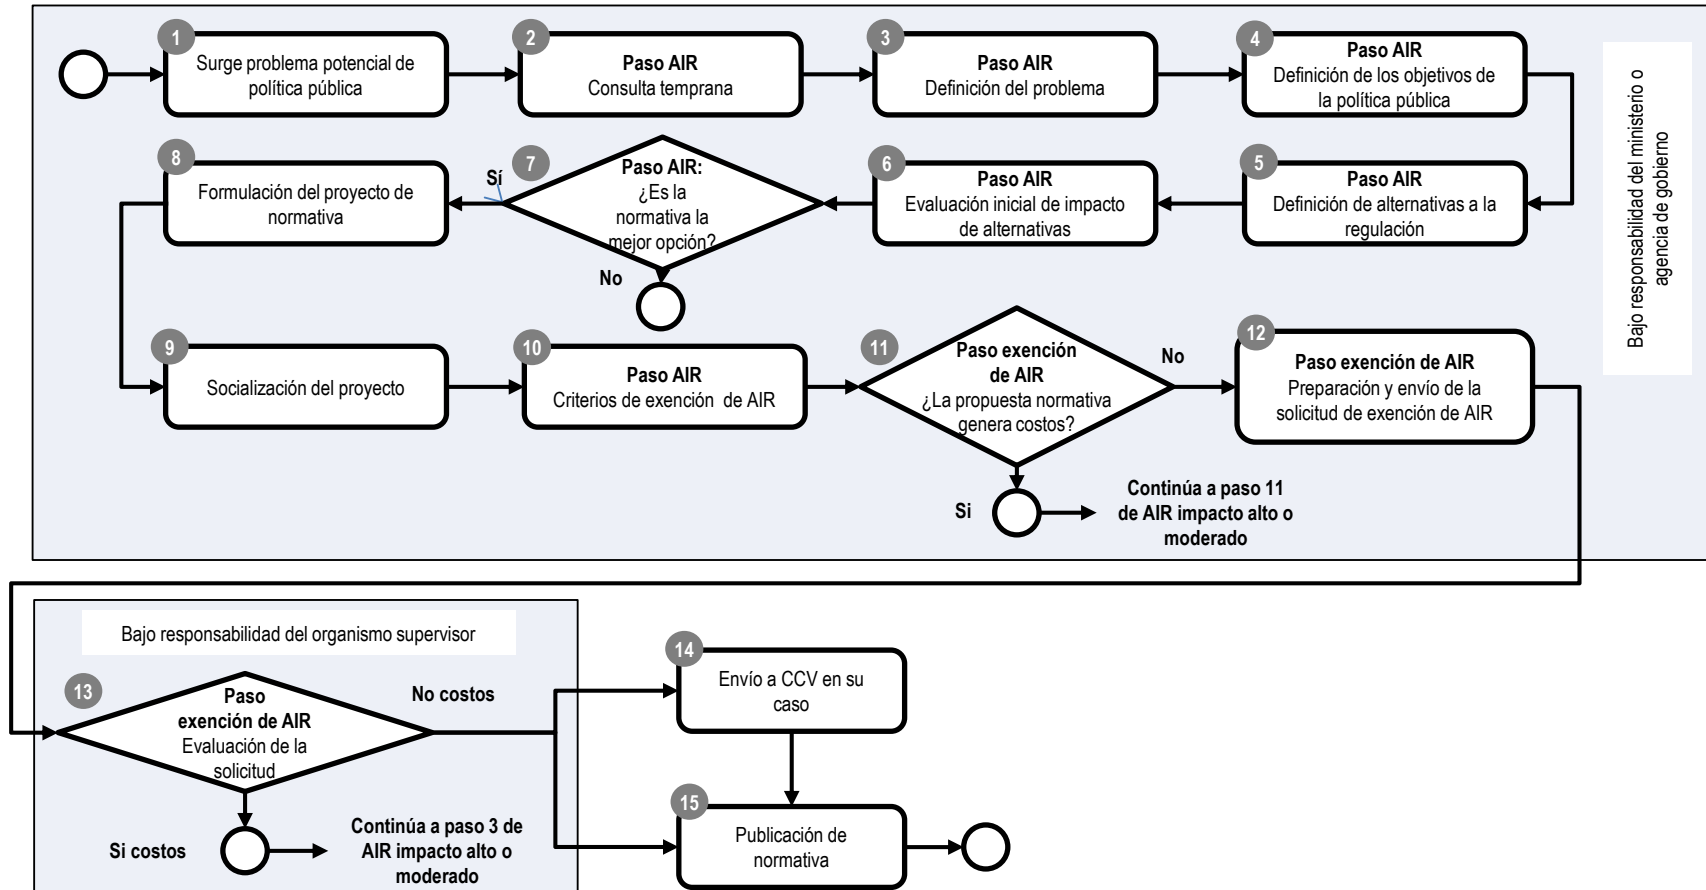 1
Surge problema potencial de
política pública
2
Paso AIR
Consulta temprana
3
Paso AIR
Definición del problema
4
Paso AIR
Definición de los objetivos de
la política pública
Bajo responsabilidad del ministerio o
agencia de gobierno
8
Formulación del proyecto de
normativa
Sí
7
Paso AIR:
¿Es la
normativa la
mejor opción?
No
6
Paso AIR
Evaluación inicial de impacto
de alternativas
5
Paso AIR
Definición de alternativas a la
regulación
9
Socialización del proyecto
10
Paso AIR
Criterios de exención de AIR
11
Paso exención
de AIR
¿La propuesta normativa
genera costos?
No
12
Paso exención de AIR
Preparación y envío de la
solicitud de exención de AIR
Si
Continúa a paso 11
de AIR impacto alto o
moderado
Bajo responsabilidad del organismo supervisor
13
Paso
exención de AIR
Evaluación de la
solicitud
No costos
Si costos
Continúa a paso 3 de
AIR impacto alto o
moderado
14
Envío a CCV en su
caso
15
Publicación de
normativa